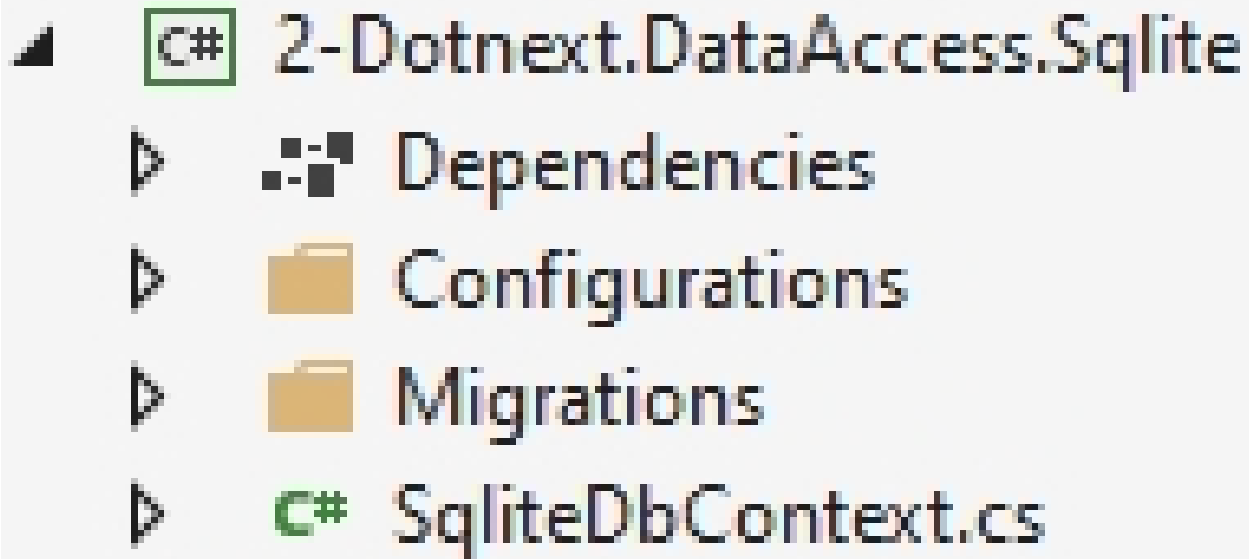 C# 2-Dotnext.DataAccess.Sqlite
Dependencies
Configurations
Migrations
C# SqliteDbContext.cs